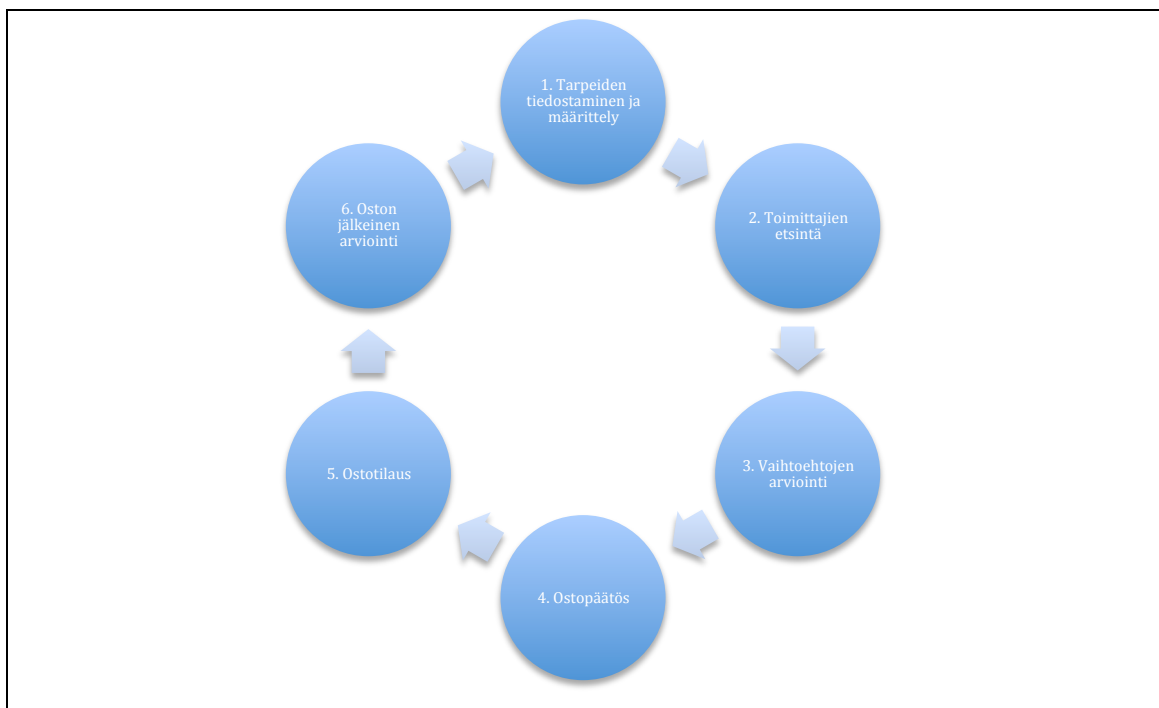 1. Tarpeiden
tiedostaminen ja
määrittely
2. Toimittajien
etsintä
3. Vaihtoehtojen
arviointi
4. Ostopäätös
5. Ostotilaus
6. Oston
jälkeinen
arviointi